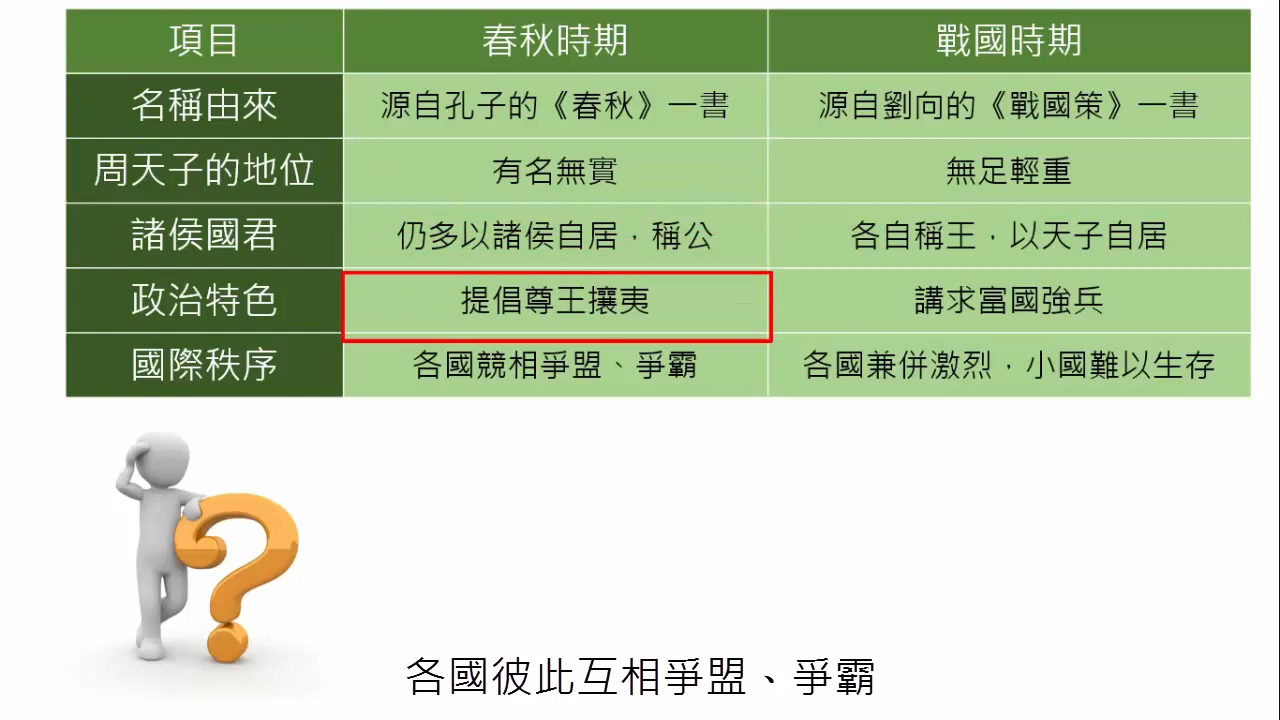 項目 春秋時期 戰國時期
名稱由來 源自孔子的《春秋》一書 源自劉向的《戰國策》一書
周天子的地位 有名無實 無足輕重
諸侯國君 仍多以諸侯自居，稱公 各自稱王，以天子自居
政治特色 提倡尊王攘夷 講求富國強兵
國際秩序 各國競相爭盟、爭霸 各國兼併激烈，小國難以生存
各國彼此互相爭盟、爭霸